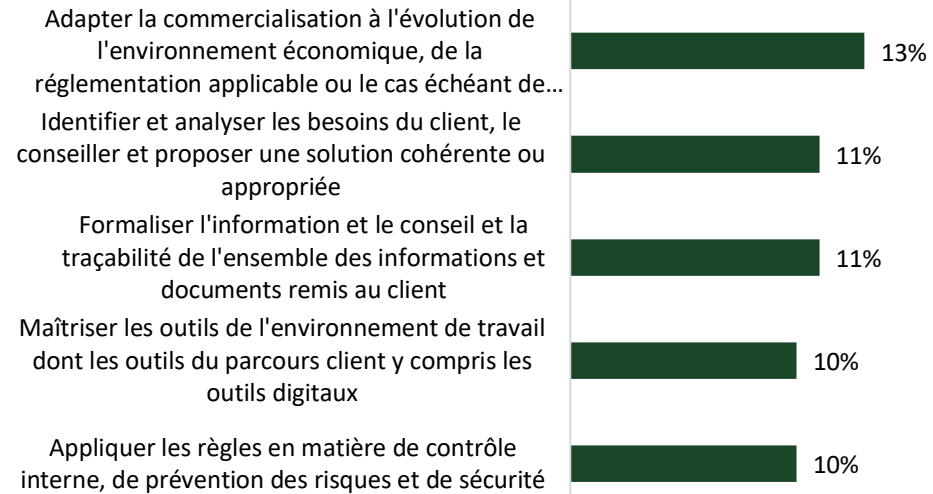 Adapter la commercialisation à l'évolution de
l'environnement économique, de la
réglementation applicable ou le cas échéant de…
13%
Identifier et analyser les besoins du client, le
conseiller et proposer une solution cohérente ou
appropriée
11%
Formaliser l'information et le conseil et la
traçabilité de l'ensemble des informations et
documents remis au client
11%
Maîtriser les outils de l'environnement de travail
dont les outils du parcours client y compris les
outils digitaux
10%
Appliquer les règles en matière de contrôle
interne, de prévention des risques et de sécurité
10%